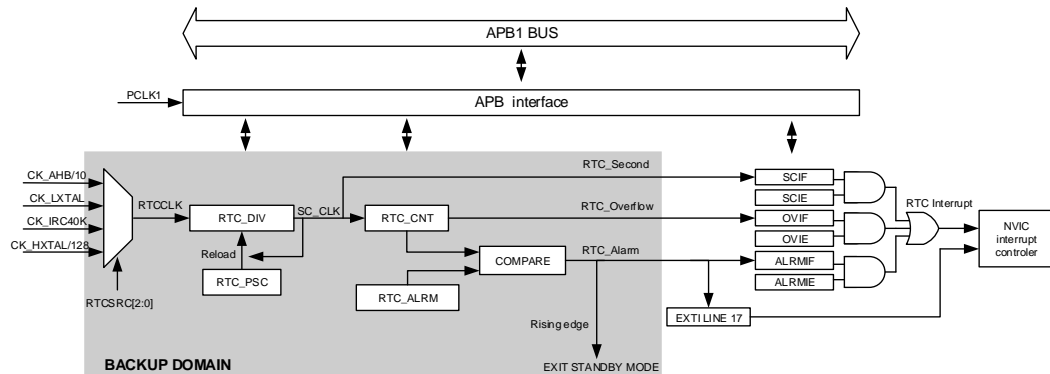 APB1 BUS
PCLK1
APB interface
CK_AHB/10
CK_LXTAL
CK_IRC40K
CK_HXTAL/128
RTCSRC[2:0]
RTCCLK
RTC_DIV
SC_CLK
Reload
RTC_PSC
RTC_CNT
RTC_ALRM
COMPARE
RTC_Second
RTC_Overflow
RTC_Alarm
Rising edge
EXIT STANDBY MODE
BACKUP DOMAIN
SCIF
SCIE
OVIF
OVIE
ALRMIF
ALRMIE
EXTI LINE 17
RTC Interrupt
NVIC
interrupt
controler